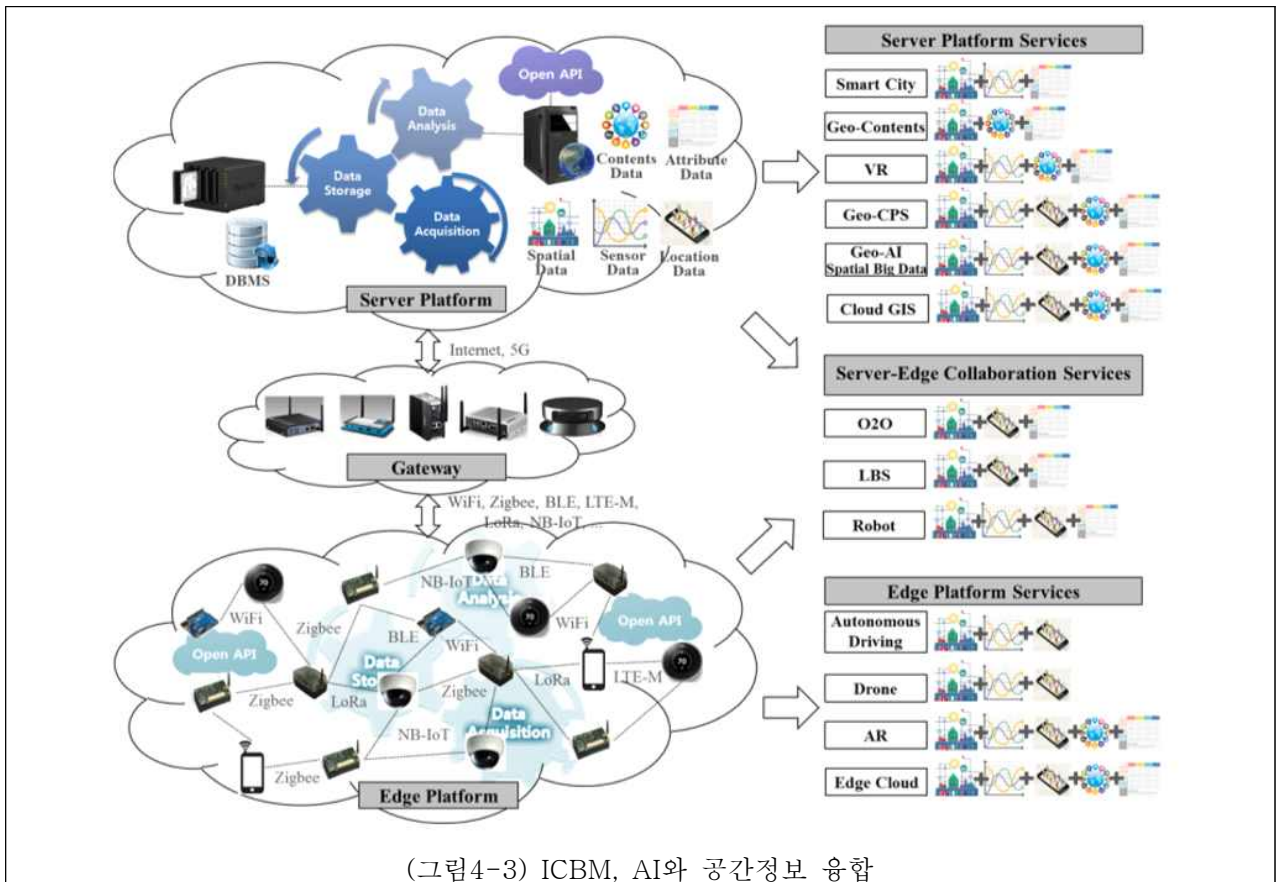 Open API
Data
Analysis
Data
Storage
Data
Acquisition
Contents
Data
Attribute
Data
Spatial
Data
Sensor
Data
Location
Data
DBMS
Server Platform
Internet, 5G
Gateway
WiFi, Zigbee, BLE, LTE-M,
LoRa, NB-IoT, ...
NB-IoT
Data
Analysis
BLE
WiFi
Zigbee
BLE
WiFi
WiFi
Open API
Open API
Data
Storage
Zigbee
LoRa
Zigbee
LoRa
LTE-M
NB-IoT
Data
Acquisition
Zigbee
Edge Platform
Server Platform Services
Smart City
Geo-Contents
VR
Geo-CPS
Geo-AI
Spatial Big Data
Cloud GIS
Server-Edge Collaboration Services
O2O
LBS
Robot
Edge Platform Services
Autonomous
Driving
Drone
AR
Edge Cloud
(그림4-3) ICBM, AI와 공간정보 융합